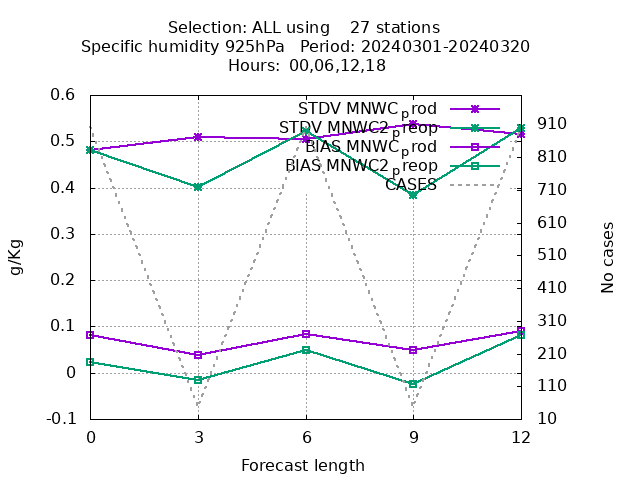 Selection: ALL using 27 stations
Specific humidity 925hPa Period: 20240301-20240320
Hours: 00,06,12,18
STDV MNWC_prod
STDV MNWC2_preop
BIAS MNWC_prod
BIAS MNWC2_preop
CASES
0.6
0.5
0.4
0.3
0.2
0.1
0
-0.1
g/Kg
910
810
710
610
510
410
310
210
110
10
No cases
0 3 6 9 12
Forecast length